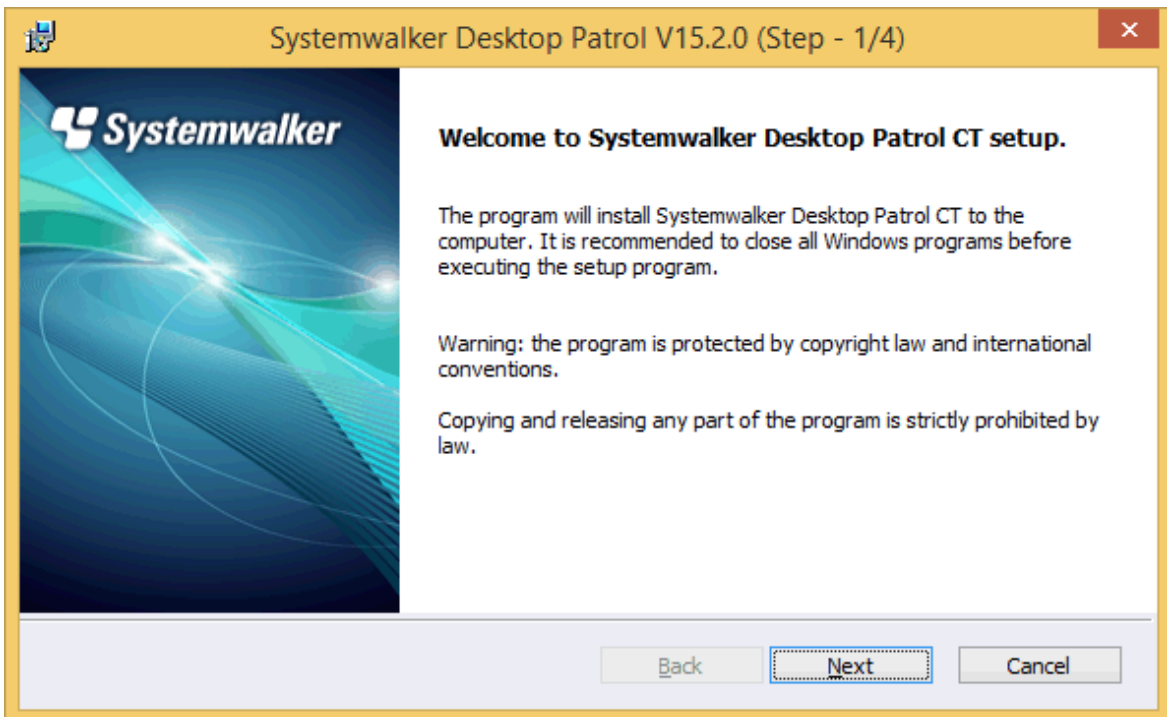 Systemwalker Desktop Patrol V15.2.0 (Step - 1/4)
Systemwalker
Welcome to Systemwalker Desktop Patrol CT setup.
The program will install Systemwalker Desktop Patrol CT to the
computer. It is recommended to close all Windows programs before
executing the setup program.
Warning: the program is protected by copyright law and international
conventions.
Copying and releasing any part of the program is strictly prohibited by
law.
Back Next Cancel